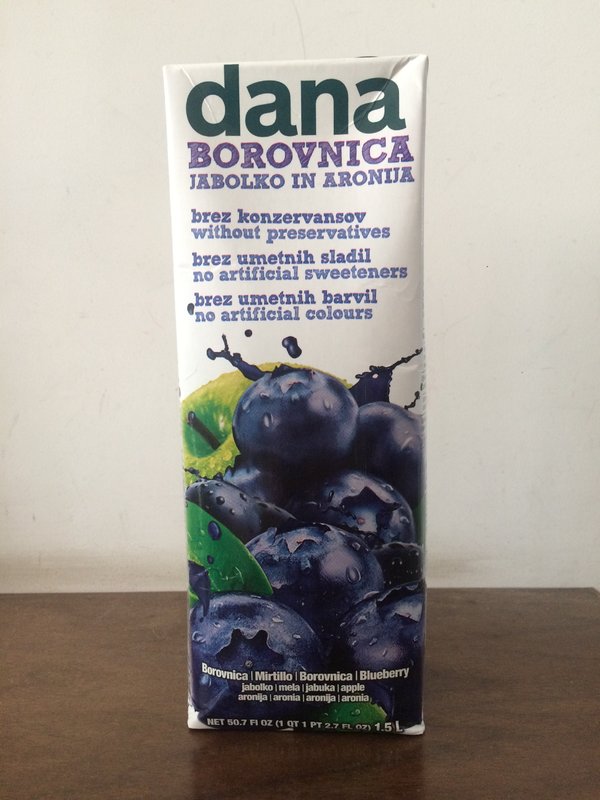 dana
BOROVNICA
JABOLKO IN ARONIJA
brez konzervansov
without preservatives
brez umetnih sladil
no artificial sweeteners
brez umetnih barvil
no artificial colours
Borovnica | Mirtillo | Borovnica | Blueberry
jabolko | mela | jabuka | apple
aronija | aronia | aronija | aronia
NET 50.7 Fl OZ (1 QT 1 PT 2.7 FL OZ) 1.5 L